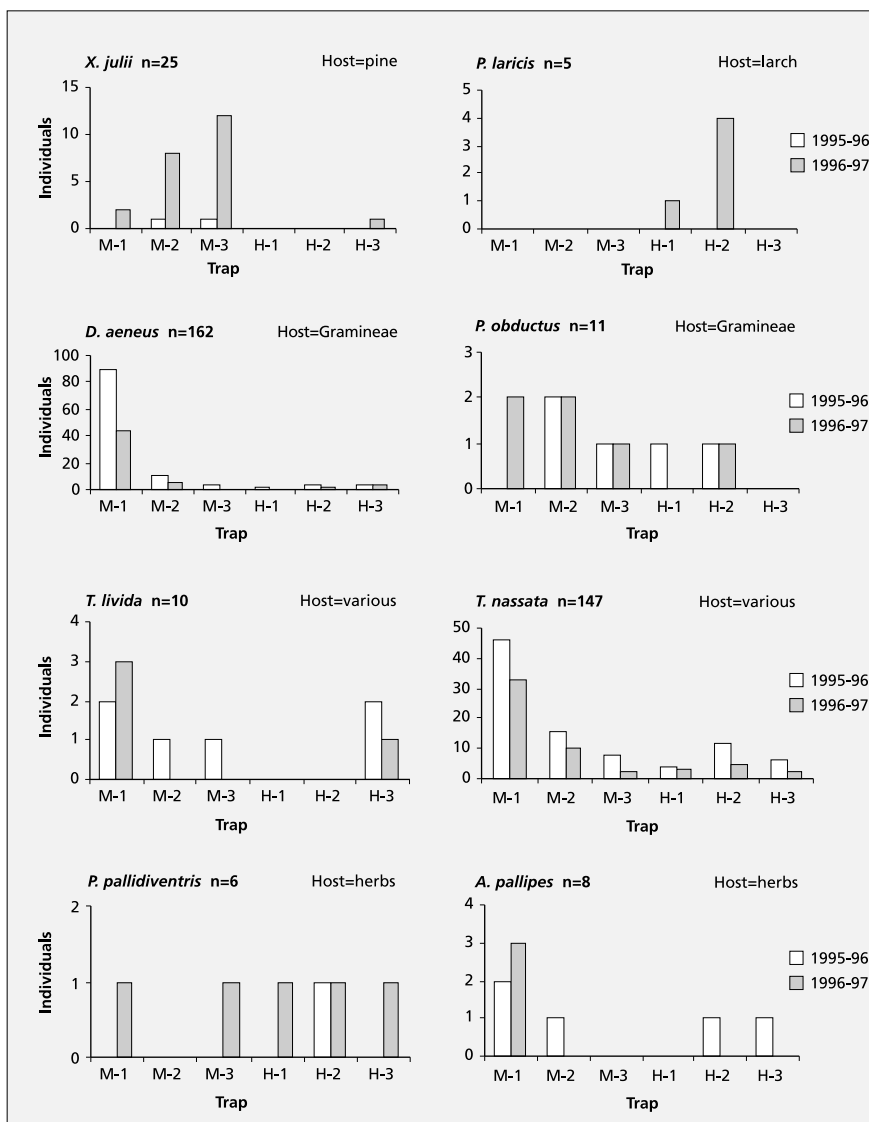 X. julii n=25 Host=pine
Individuals
15
10
5
0
M-1 M-2 M-3 H-1 H-2 H-3
Trap
P. laricis n=5 Host=larch
5
4
3
2
1
0
M-1 M-2 M-3 H-1 H-2 H-3
Trap
1995-96
1996-97
D. aeneus n=162 Host=Gramineae
Individuals
100
80
60
40
20
0
M-1 M-2 M-3 H-1 H-2 H-3
Trap
P. obductus n=11 Host=Gramineae
3
2
1
0
M-1 M-2 M-3 H-1 H-2 H-3
Trap
1995-96
1996-97
T. livida n=10 Host=various
Individuals
4
3
2
1
0
M-1 M-2 M-3 H-1 H-2 H-3
Trap
T. nassata n=147 Host=various
50
40
30
20
10
0
M-1 M-2 M-3 H-1 H-2 H-3
Trap
1995-96
1996-97
P. pallidiventris n=6 Host=herbs
Individuals
2
1
0
M-1 M-2 M-3 H-1 H-2 H-3
Trap
A. pallipes n=8 Host=herbs
4
3
2
1
0
M-1 M-2 M-3 H-1 H-2 H-3
Trap
1995-96
1996-97